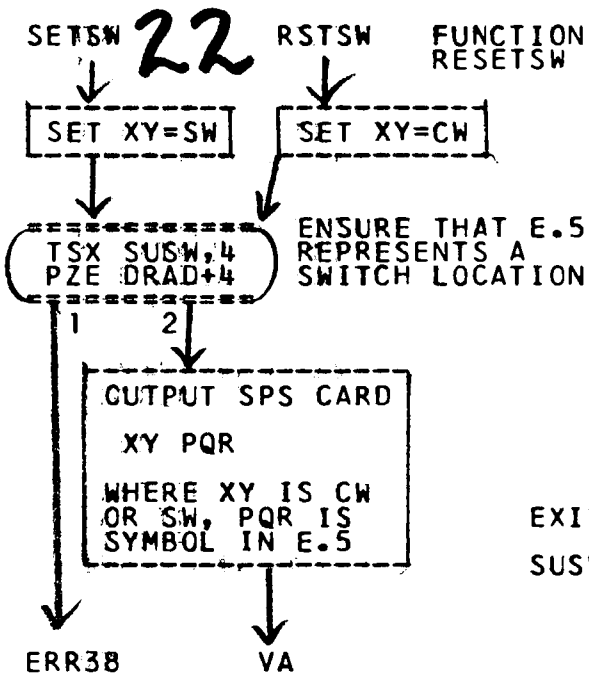 SETSW 22 RSTSW FUNCTION
RESETSW
SET XY=SW
SET XY=CW
TSX SUSW,4
PZE DRAD+4
ENSURE THAT E.5
REPRESENTS A
SWITCH LOCATION
1 2
OUTPUT SPS CARD
XY PQR
WHERE XY IS CW
OR SW, PQR IS
SYMBOL IN E.5
EXI
SUS
ERR38 VA